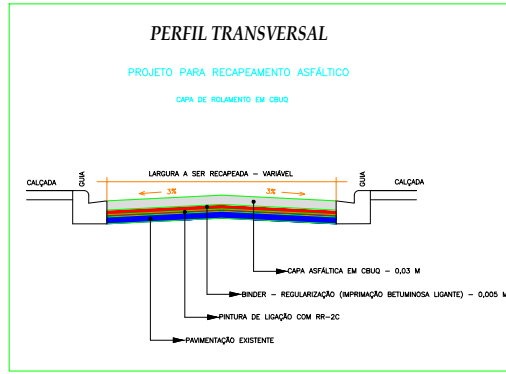 PERFIL TRANSVERSAL
PROJETO PARA RECAPEAMENTO ASFÁLTICO
CAPA DE ROLAMENTO EM CBUQ
LARGURA A SER RECAPEADA – VARIÁVEL
CALÇADA
GUIA
3%
3%
GUIA
CALÇADA
CAPA ASFÁLTICA EM CBUQ – 0,03 M
BINDER – REGULARIZAÇÃO (IMPRIMAÇÃO BETUMINOSA LIGANTE) – 0,005 M
PINTURA DE LIGAÇÃO COM RR–2C
PAVIMENTAÇÃO EXISTENTE